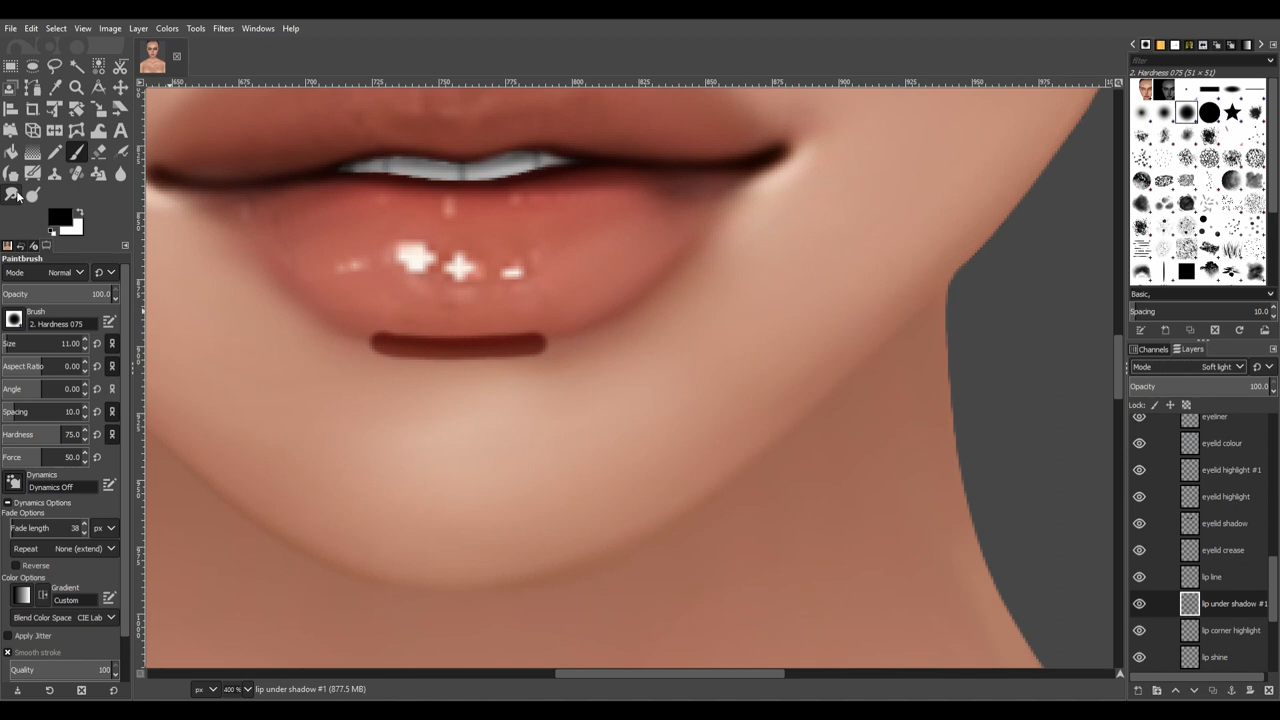 File Edit Select View Image Layer Colors Tools Filters Windows Help
filter
2. Hardness 075 (51 × 51)
Basic,
Spacing 10.0
Channels Layers
Mode Soft light
Opacity 100.0
Lock:
eyeliner
eyelid colour
eyelid highlight #1
eyelid highlight
eyelid shadow
eyelid crease
lip line
lip under shadow #1
lip corner highlight
lip shine
Paintbrush
Mode Normal
Opacity 100.0
Brush
2. Hardness 075
Size 11.00
Aspect Ratio 0.00
Angle 0.00
Spacing 10.0
Hardness 75.0
Force 50.0
Dynamics
Dynamics Off
Dynamics Options
Fade Options
Fade length 38 px
Repeat None (extend)
Reverse
Color Options
Gradient
Custom
Blend Color Space CIE Lab
Apply Jitter
Smooth stroke
Quality 100
650 675 700 725 750 775 800 825 850 875 900 925 950 975
px 400 % lip under shadow #1 (877.5 MB)